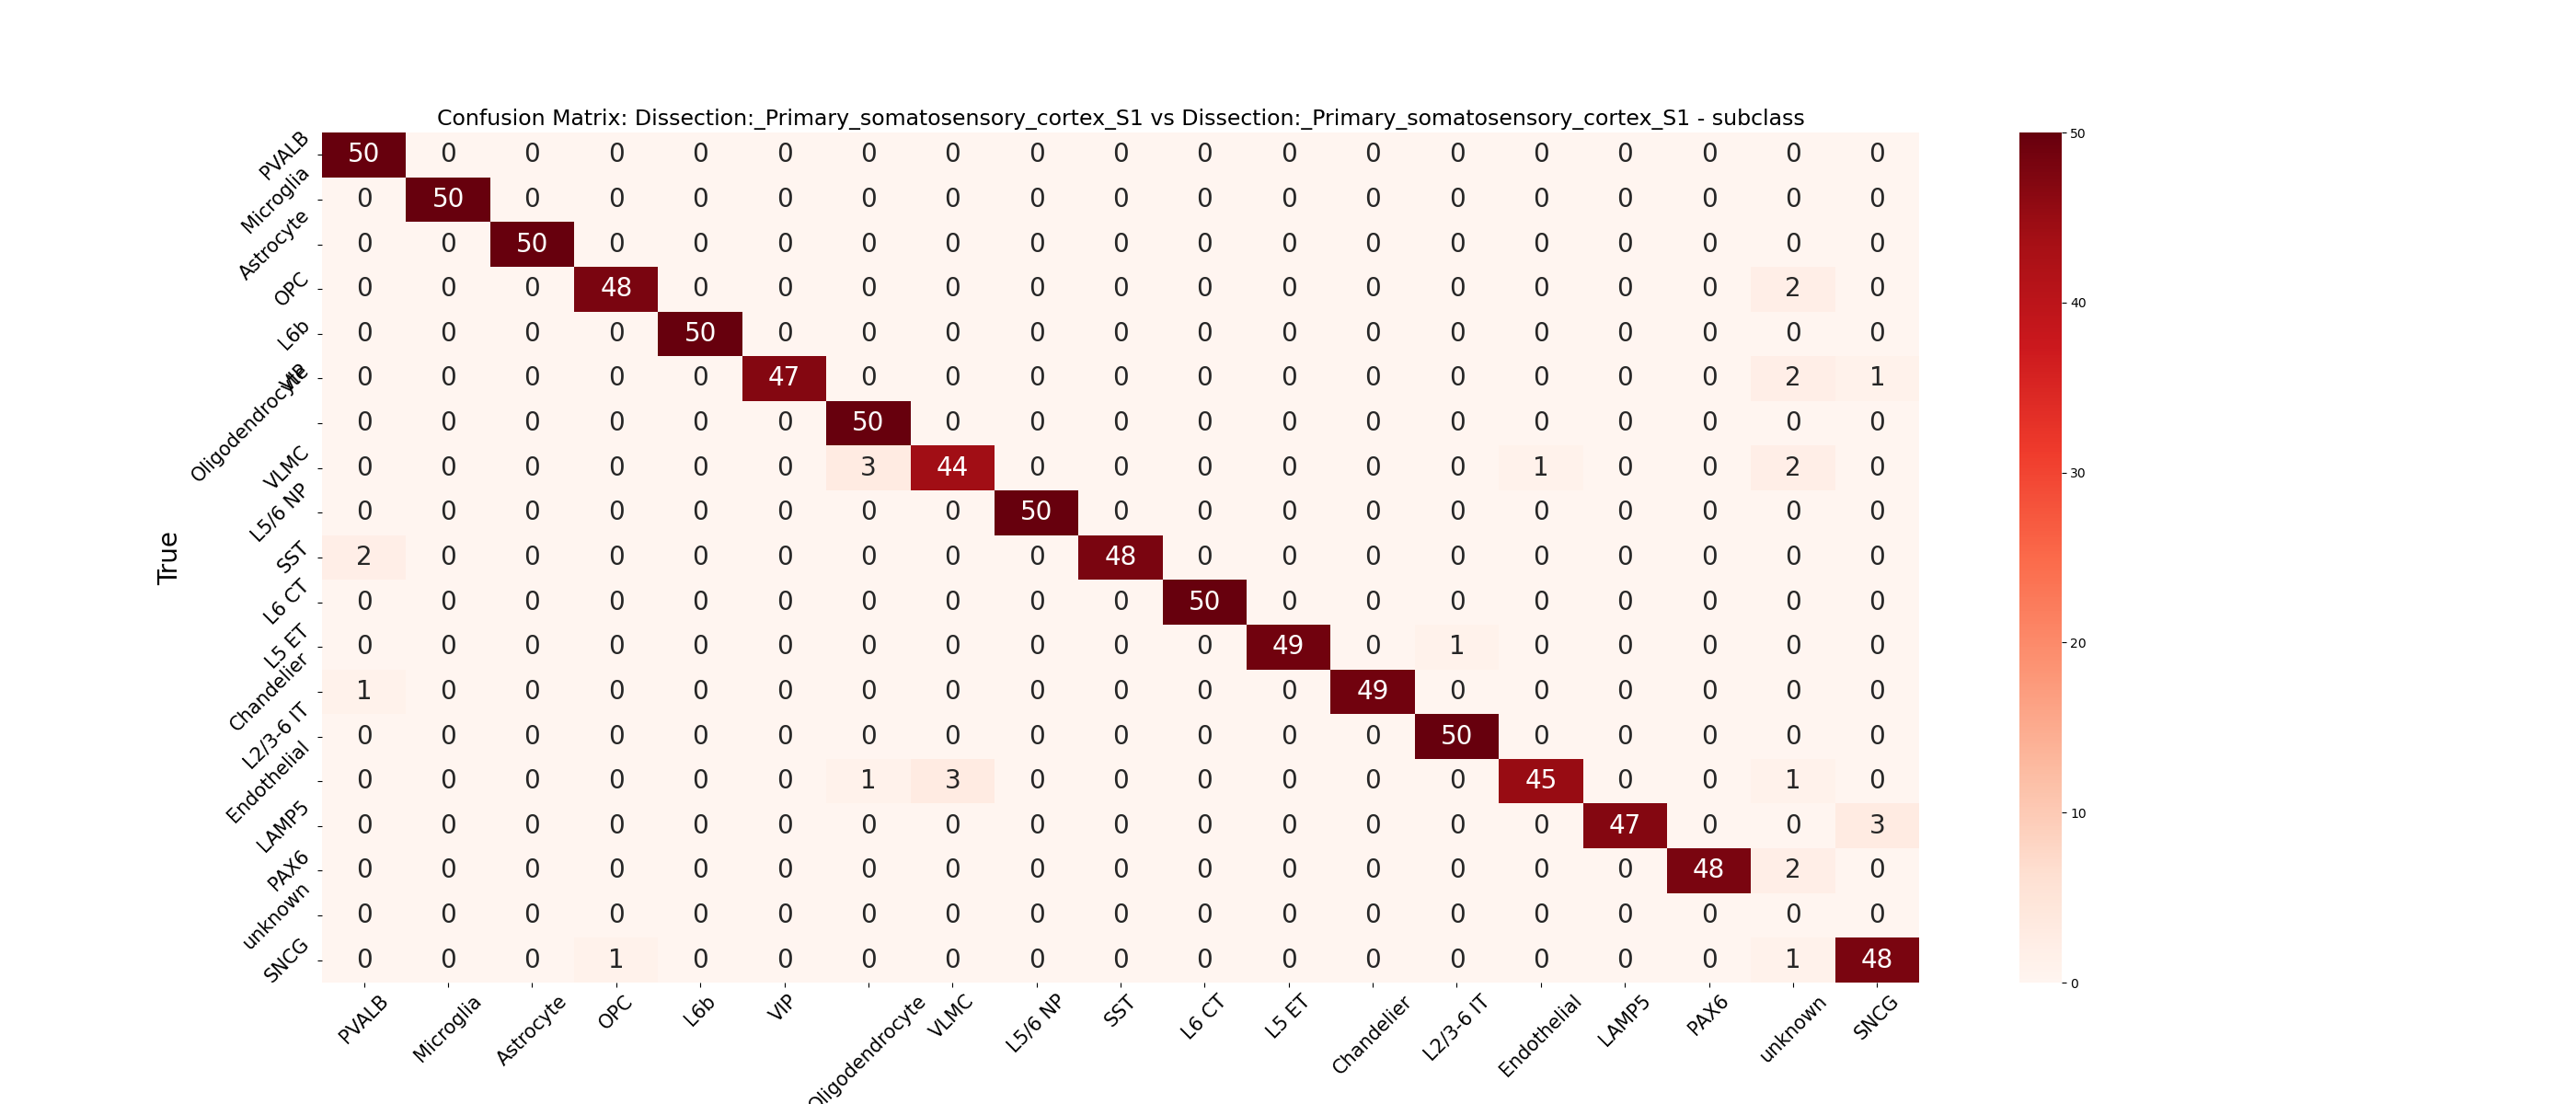 Confusion Matrix: Dissection:_Primary_somatosensory_cortex_S1 vs Dissection:_Primary_somatosensory_cortex_S1 - subclass
PVALB 50 0 0 0 0 0 0 0 0 0 0 0 0 0 0 0 0 0 0
Microglia 0 50 0 0 0 0 0 0 0 0 0 0 0 0 0 0 0 0 0
Astrocyte 0 0 50 0 0 0 0 0 0 0 0 0 0 0 0 0 0 0 0
OPC 0 0 0 48 0 0 0 0 0 0 0 0 0 0 0 0 0 2 0
L6b 0 0 0 0 50 0 0 0 0 0 0 0 0 0 0 0 0 0 0
VIP 0 0 0 0 0 47 0 0 0 0 0 0 0 0 0 0 0 2 1
Oligodendrocyte 0 0 0 0 0 0 50 0 0 0 0 0 0 0 0 0 0 0 0
VLMC 0 0 0 0 0 0 3 44 0 0 0 0 0 0 1 0 0 2 0
L5/6 NP 0 0 0 0 0 0 0 0 50 0 0 0 0 0 0 0 0 0 0
SST 2 0 0 0 0 0 0 0 0 48 0 0 0 0 0 0 0 0 0
L6 CT 0 0 0 0 0 0 0 0 0 0 50 0 0 0 0 0 0 0 0
L5 ET 0 0 0 0 0 0 0 0 0 0 0 49 0 1 0 0 0 0 0
Chandelier 1 0 0 0 0 0 0 0 0 0 0 0 49 0 0 0 0 0 0
L2/3-6 IT 0 0 0 0 0 0 0 0 0 0 0 0 0 50 0 0 0 0 0
Endothelial 0 0 0 0 0 0 1 3 0 0 0 0 0 0 45 0 0 1 0
LAMP5 0 0 0 0 0 0 0 0 0 0 0 0 0 0 0 47 0 0 3
PAX6 0 0 0 0 0 0 0 0 0 0 0 0 0 0 0 0 48 2 0
unknown 0 0 0 0 0 0 0 0 0 0 0 0 0 0 0 0 0 0 0
SNCG 0 0 0 1 0 0 0 0 0 0 0 0 0 0 0 0 0 1 48
True
PVALB Microglia Astrocyte OPC L6b VIP Oligodendrocyte VLMC L5/6 NP SST L6 CT L5 ET Chandelier L2/3-6 IT Endothelial LAMP5 PAX6 unknown SNCG
50
40
30
20
10
0